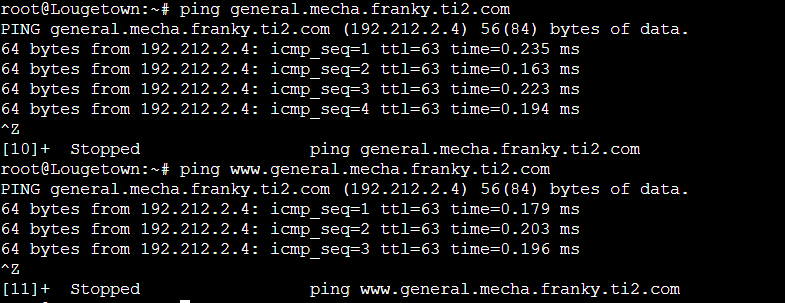 root@Lougetown:~# ping general.mecha.franky.ti2.com
PING general.mecha.franky.ti2.com (192.212.2.4) 56(84) bytes of data.
64 bytes from 192.212.2.4: icmp_seq=1 ttl=63 time=0.235 ms
64 bytes from 192.212.2.4: icmp_seq=2 ttl=63 time=0.163 ms
64 bytes from 192.212.2.4: icmp_seq=3 ttl=63 time=0.223 ms
64 bytes from 192.212.2.4: icmp_seq=4 ttl=63 time=0.194 ms
^Z
[10]+  Stopped                 ping general.mecha.franky.ti2.com
root@Lougetown:~# ping www.general.mecha.franky.ti2.com
PING general.mecha.franky.ti2.com (192.212.2.4) 56(84) bytes of data.
64 bytes from 192.212.2.4: icmp_seq=1 ttl=63 time=0.179 ms
64 bytes from 192.212.2.4: icmp_seq=2 ttl=63 time=0.203 ms
64 bytes from 192.212.2.4: icmp_seq=3 ttl=63 time=0.196 ms
^Z
[11]+  Stopped                 ping www.general.mecha.franky.ti2.com